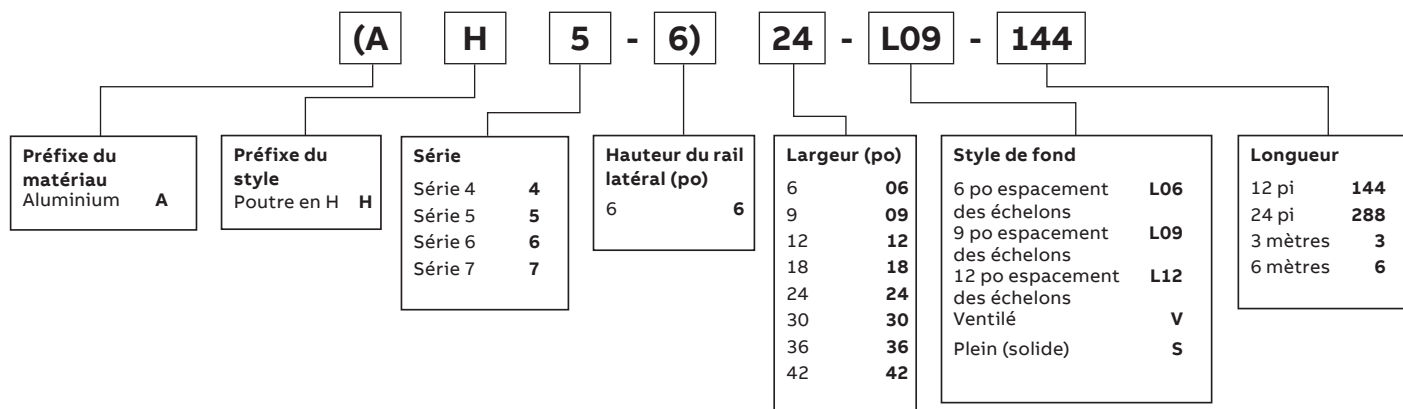 (A H 5 - 6) 24 - L09 - 144
Préfixe du
matériau
Aluminium A
Préfixe du
style
Poutre en H H
Série
Série 4 4
Série 5 5
Série 6 6
Série 7 7
Hauteur du rail
latéral (po)
6 6
Largeur (po)
6 06
9 09
12 12
18 18
24 24
30 30
36 36
42 42
Style de fond
6 po espacement L06
des échelons
9 po espacement L09
des échelons
12 po espacement L12
des échelons
Ventilé V
Plein (solide) S
Longueur
12 pi 144
24 pi 288
3 mètres 3
6 mètres 6